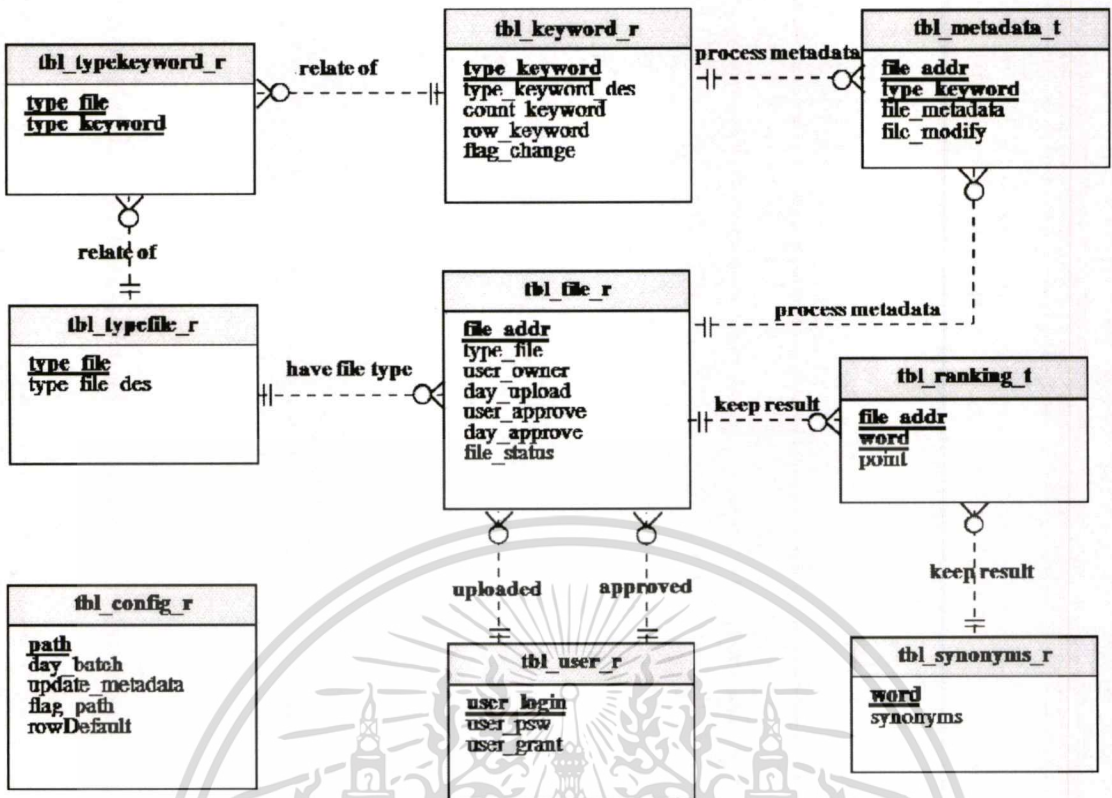 tbl_typekeyword_r
type_file
type_keyword
relate of
tbl_keyword_r
type_keyword
type_keyword_des
count_keyword
row_keyword
flag_change
process metadata
tbl_metadata_t
file_addr
type_keyword
file_metadata
file_modify
relate of
tbl_typefile_r
type_file
type_file_des
have file type
tbl_file_r
file_addr
type_file
user_owner
day_upload
user_approve
day_approve
file_status
process metadata
keep result
tbl_ranking_t
file_addr
word
point
uploaded
approved
keep result
tbl_config_r
path
day_batch
update_metadata
flag_path
rowDefault
tbl_user_r
user_login
user_psw
user_grant
tbl_synonyms_r
word
synonyms